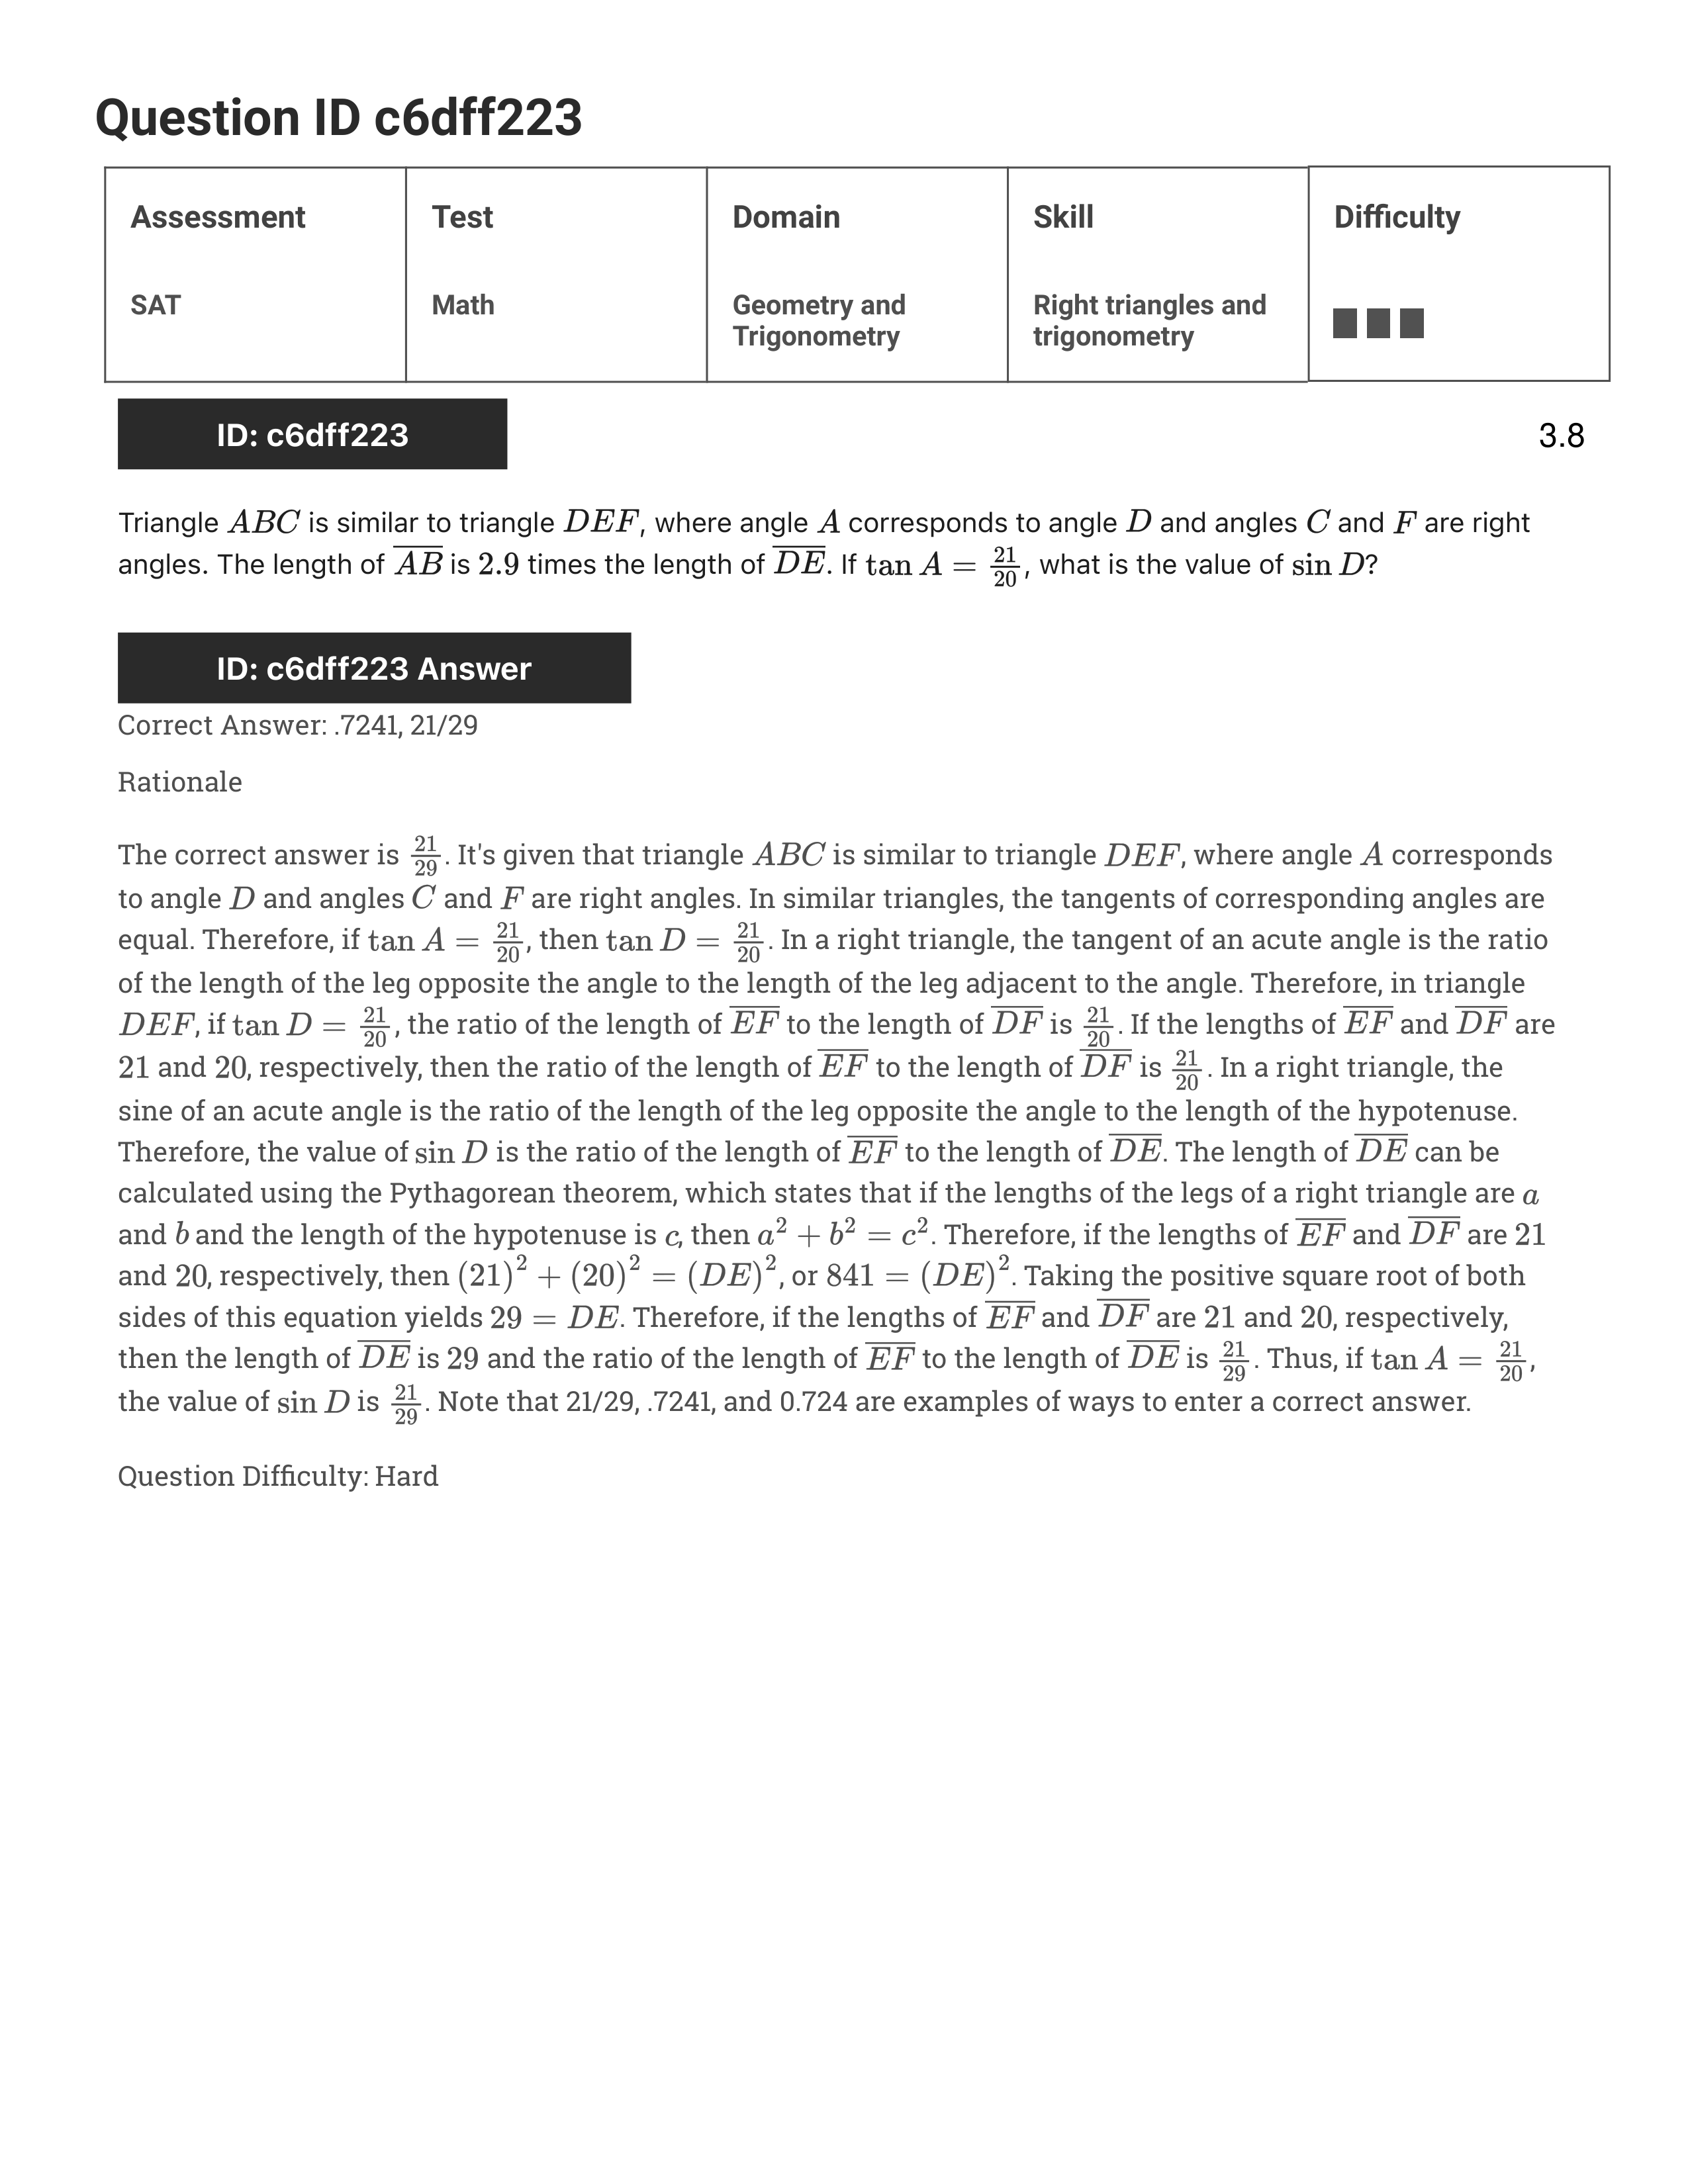 Question ID c6dff223
Assessment Test Domain Skill Difficulty
SAT Math Geometry and Trigonometry Right triangles and trigonometry
ID: c6dff223 3.8
Triangle ABC is similar to triangle DEF, where angle A corresponds to angle D and angles C and F are right
angles. The length of \overline{AB} is 2.9 times the length of \overline{DE}. If tan A = 21/20, what is the value of sin D?
ID: c6dff223 Answer
Correct Answer: .7241, 21/29
Rationale
The correct answer is 21/29. It's given that triangle ABC is similar to triangle DEF, where angle A corresponds
to angle D and angles C and F are right angles. In similar triangles, the tangents of corresponding angles are
equal. Therefore, if tan A = 21/20, then tan D = 21/20. In a right triangle, the tangent of an acute angle is the ratio
of the length of the leg opposite the angle to the length of the leg adjacent to the angle. Therefore, in triangle
DEF, if tan D = 21/20, the ratio of the length of \overline{EF} to the length of \overline{DF} is 21/20. If the lengths of \overline{EF} and \overline{DF} are
21 and 20, respectively, then the ratio of the length of \overline{EF} to the length of \overline{DF} is 21/20. In a right triangle, the
sine of an acute angle is the ratio of the length of the leg opposite the angle to the length of the hypotenuse.
Therefore, the value of sin D is the ratio of the length of \overline{EF} to the length of \overline{DE}. The length of \overline{DE} can be
calculated using the Pythagorean theorem, which states that if the lengths of the legs of a right triangle are a
and b and the length of the hypotenuse is c, then a² + b² = c². Therefore, if the lengths of \overline{EF} and \overline{DF} are 21
and 20, respectively, then (21)² + (20)² = (DE)², or 841 = (DE)². Taking the positive square root of both
sides of this equation yields 29 = DE. Therefore, if the lengths of \overline{EF} and \overline{DF} are 21 and 20, respectively,
then the length of \overline{DE} is 29 and the ratio of the length of \overline{EF} to the length of \overline{DE} is 21/29. Thus, if tan A = 21/20,
the value of sin D is 21/29. Note that 21/29, .7241, and 0.724 are examples of ways to enter a correct answer.
Question Difficulty: Hard